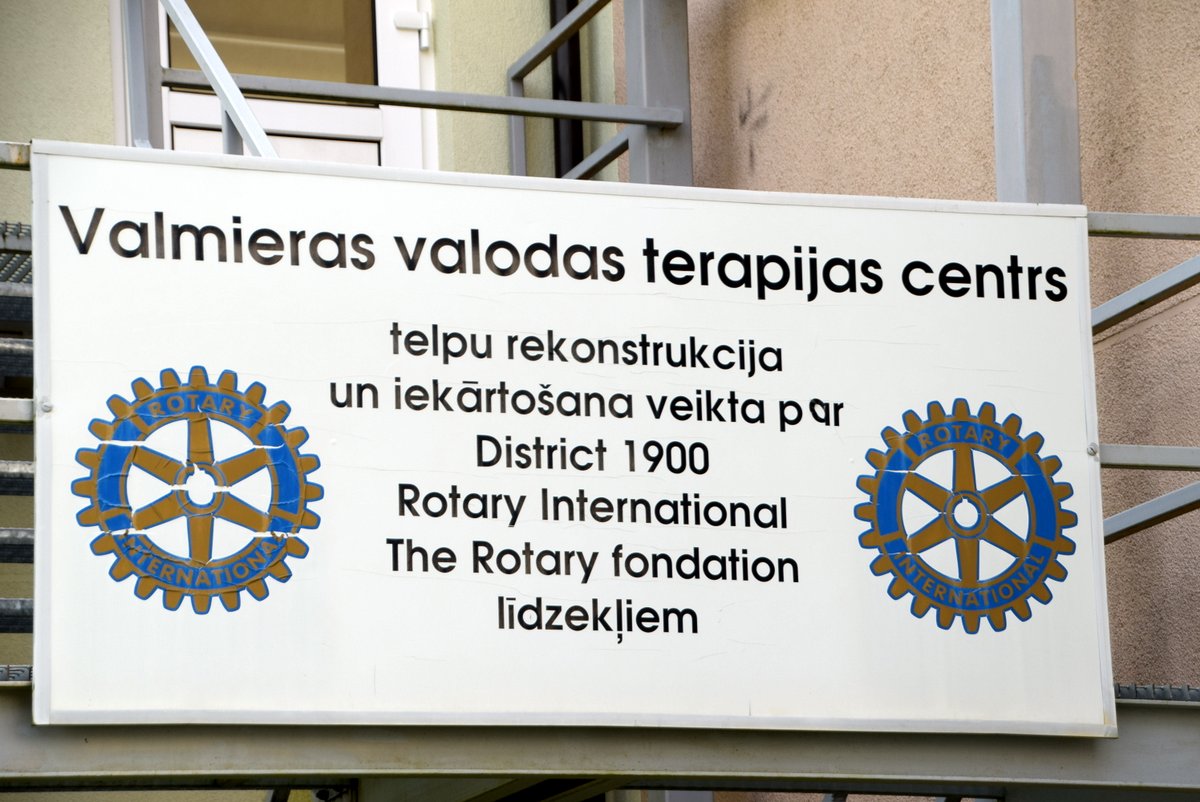 Valmieras valodas terapijas centrs
telpu rekonstrukcija
un iekārtošana veikta par
District 1900
Rotary International
The Rotary fondation
līdzekļiem
ROTARY
INTERNATIONAL
ROTARY
INTERNATIONAL